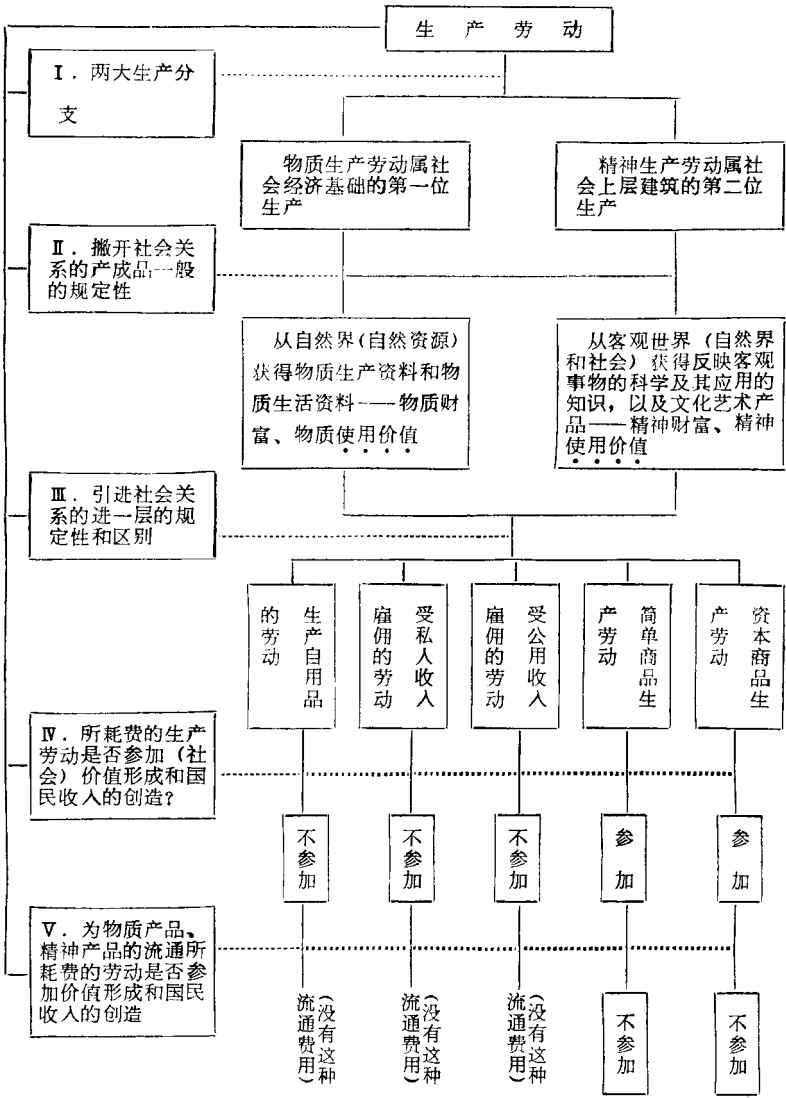 生产劳动
Ⅰ．两大生产分
支
物质生产劳动属社
会经济基础的第一位
生产
精神生产劳动属社
会上层建筑的第二位
生产
Ⅱ．撇开社会关
系的产成品一般
的规定性
从自然界(自然资源)
获得物质生产资料和物
质生活资料——物质财
富、物质使用价值
从客观世界（自然界
和社会）获得反映客观
事物的科学及其应用的
知识，以及文化艺术产
品——精神财富、精神
使用价值
Ⅲ．引进社会关
系的进一层的规
定性和区别
生产自用品
的劳动
受私人收入
雇佣的劳动
受公用收入
雇佣的劳动
简单商品生
产劳动
资本商品生
产劳动
Ⅳ．所耗费的生产
劳动是否参加（社
会）价值形成和国
民收入的创造？
不参加
不参加
不参加
参加
参加
Ⅴ．为物质产品、
精神产品的流通所
耗费的劳动是否参
加价值形成和国民
收入的创造
(没有这种
流通费用)
(没有这种
流通费用)
(没有这种
流通费用)
不参加
不参加